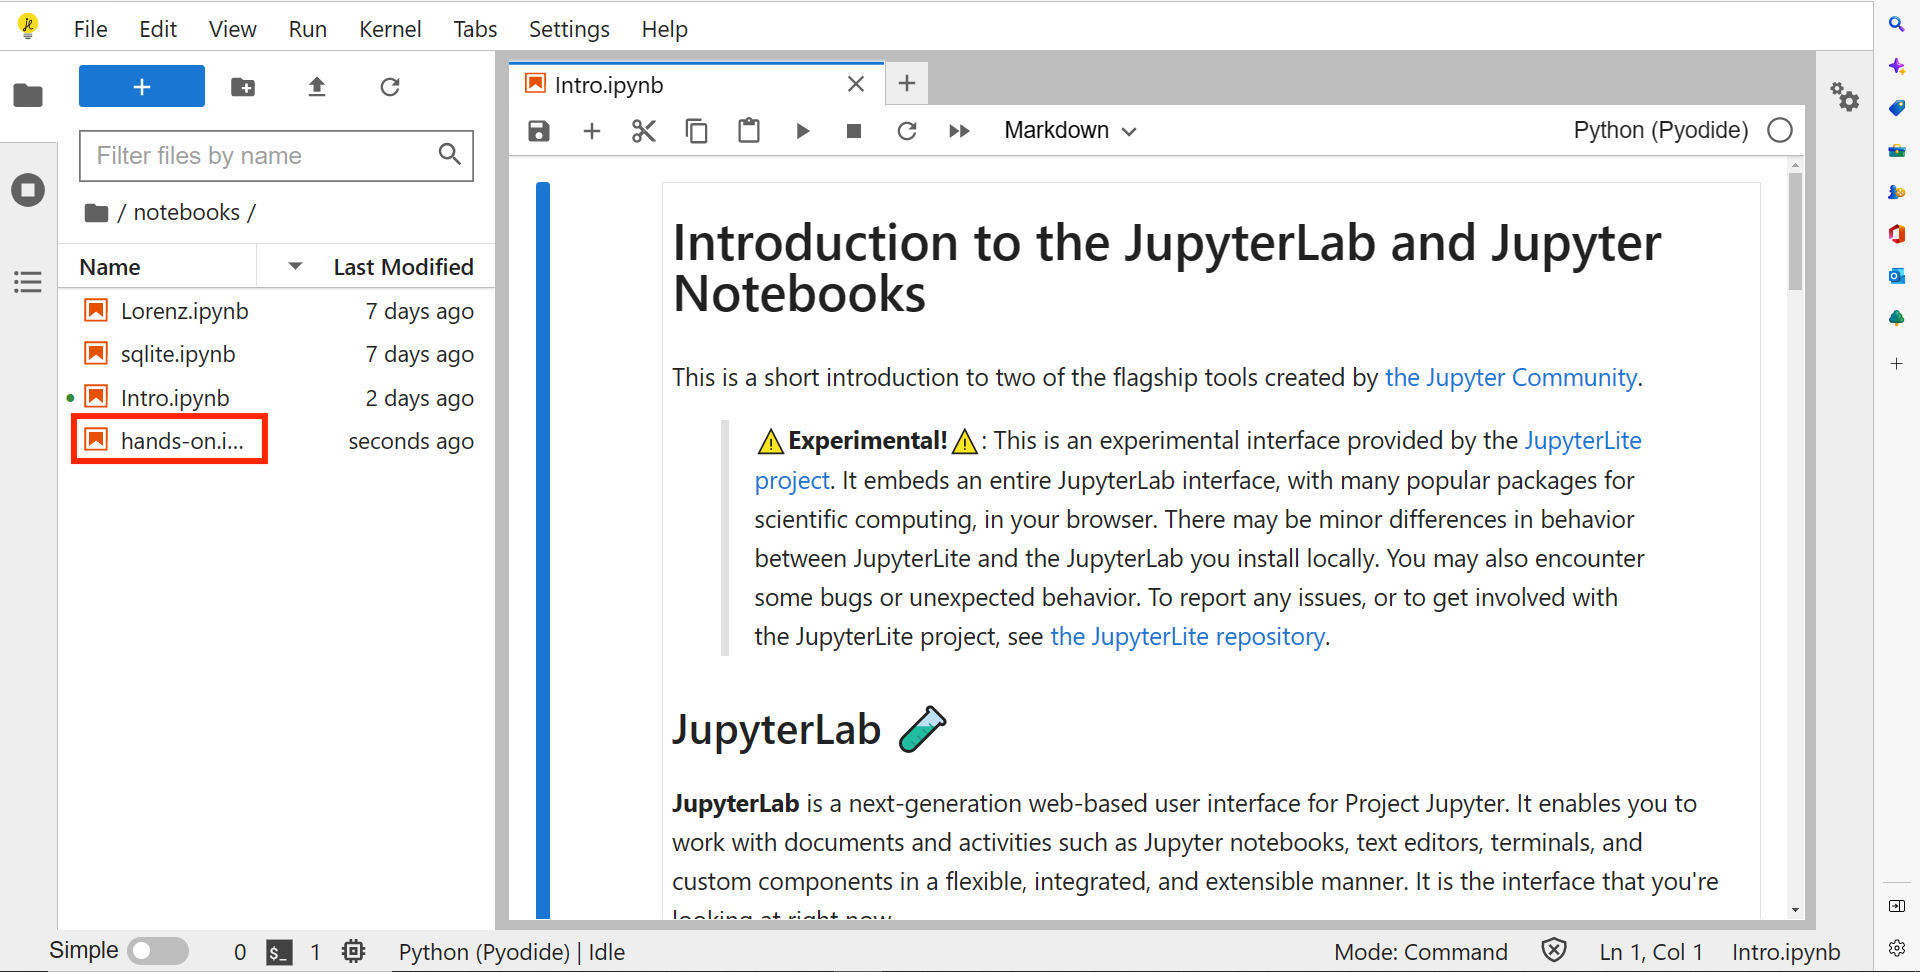 File Edit View Run Kernel Tabs Settings Help
+
Filter files by name
/ notebooks /
Name Last Modified
Lorenz.ipynb 7 days ago
sqlite.ipynb 7 days ago
Intro.ipynb 2 days ago
hands-on.i... seconds ago
Intro.ipynb
Markdown Python (Pyodide)
Introduction to the JupyterLab and Jupyter
Notebooks
This is a short introduction to two of the flagship tools created by the Jupyter Community.
⚠️Experimental!⚠️: This is an experimental interface provided by the JupyterLite
project. It embeds an entire JupyterLab interface, with many popular packages for
scientific computing, in your browser. There may be minor differences in behavior
between JupyterLite and the JupyterLab you install locally. You may also encounter
some bugs or unexpected behavior. To report any issues, or to get involved with
the JupyterLite project, see the JupyterLite repository.
JupyterLab
JupyterLab is a next-generation web-based user interface for Project Jupyter. It enables you to
work with documents and activities such as Jupyter notebooks, text editors, terminals, and
custom components in a flexible, integrated, and extensible manner. It is the interface that you're
looking at right now.
Simple 0 $_ 1 Python (Pyodide) | Idle Mode: Command Ln 1, Col 1 Intro.ipynb